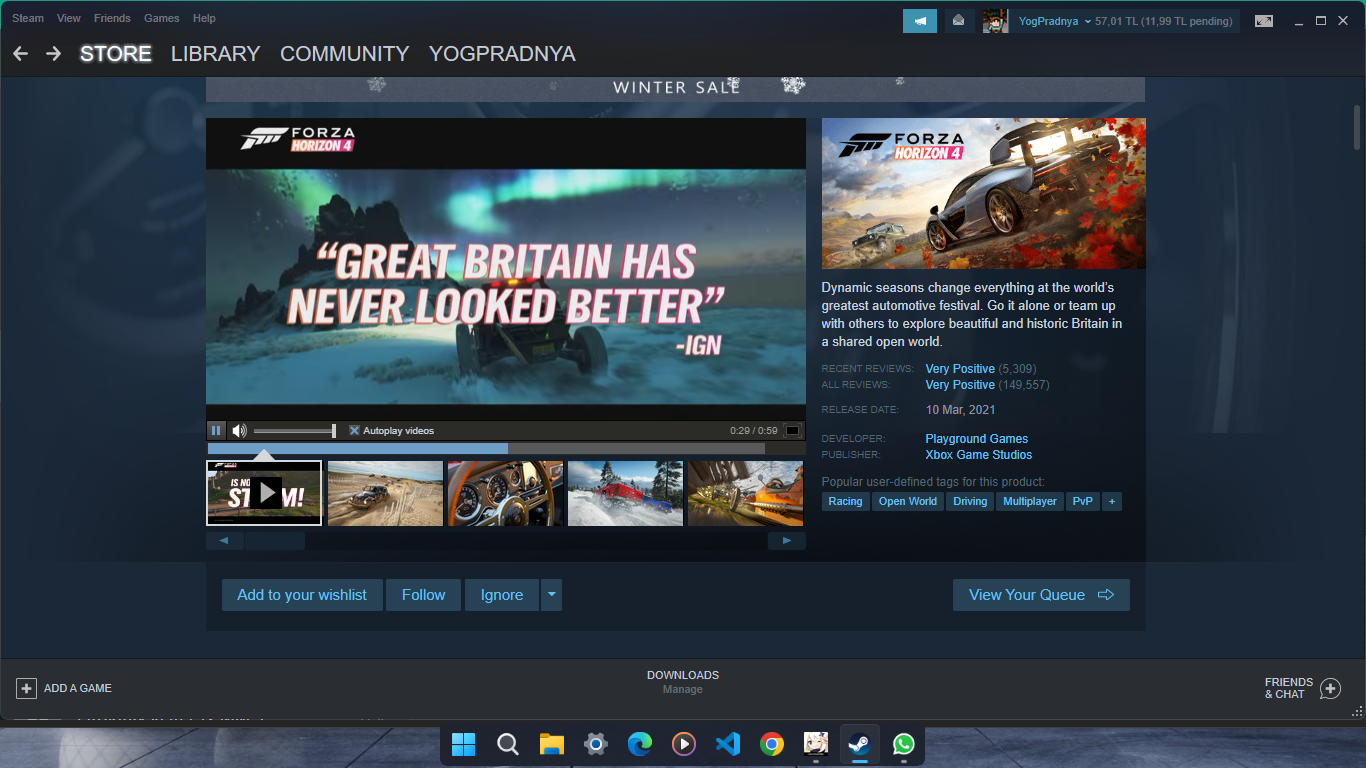 Steam View Friends Games Help
YogPradnya 57,01 TL (11,99 TL pending)
STORE LIBRARY COMMUNITY YOGPRADNYA
WINTER SALE
FORZA
HORIZON 4
“GREAT BRITAIN HAS
NEVER LOOKED BETTER”
-IGN
Autoplay videos 0:29 / 0:59
IS NO
ST M!
FORZA
HORIZON 4
Dynamic seasons change everything at the world's
greatest automotive festival. Go it alone or team up
with others to explore beautiful and historic Britain in
a shared open world.
RECENT REVIEWS: Very Positive (5,309)
ALL REVIEWS: Very Positive (149,557)
RELEASE DATE: 10 Mar, 2021
DEVELOPER: Playground Games
PUBLISHER: Xbox Game Studios
Popular user-defined tags for this product:
Racing Open World Driving Multiplayer PvP +
Add to your wishlist Follow Ignore View Your Queue
ADD A GAME
DOWNLOADS
Manage
FRIENDS
& CHAT